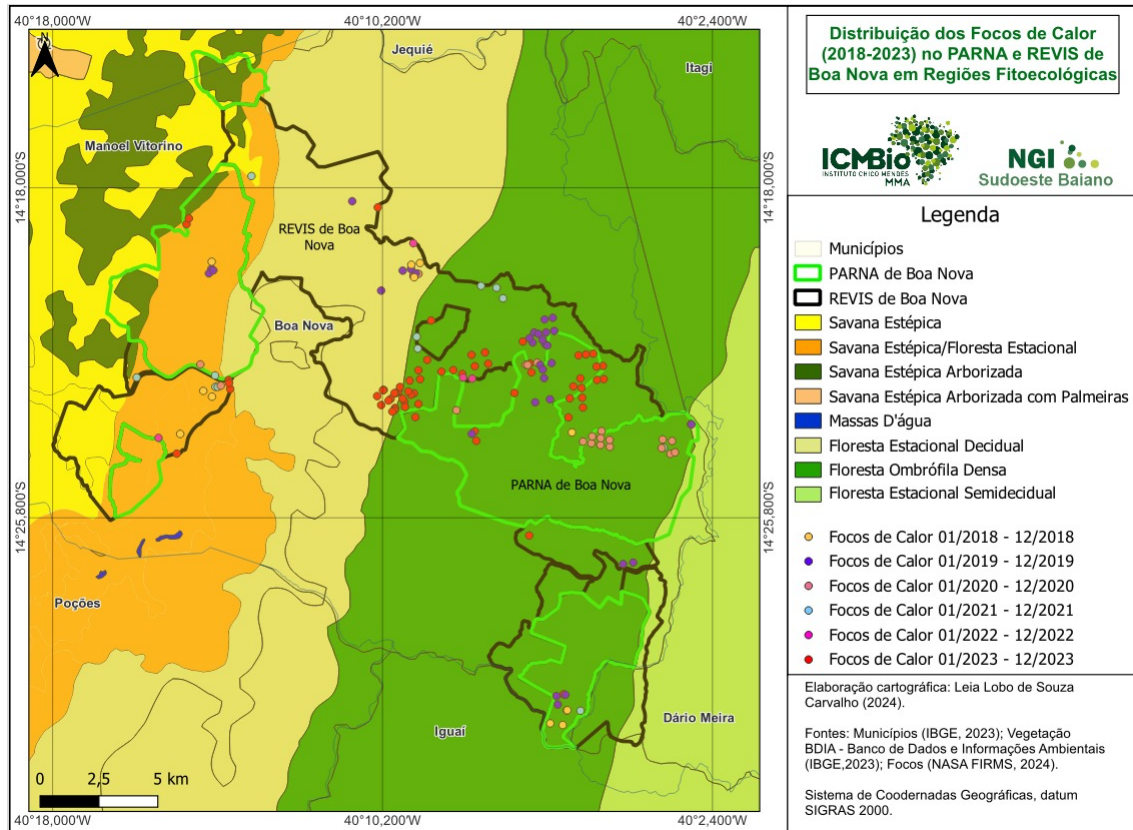 40°18,000'W
40°10,200'W
40°2,400'W
N
Jequié
Itagi
Manoel Vitorino
14°18,000'S
14°18,000'S
REVIS de Boa
Nova
Boa Nova
PARNA de Boa Nova
14°25,800'S
14°25,800'S
Poções
Iguaí
Dário Meira
0 2,5 5 km
40°18,000'W
40°10,200'W
40°2,400'W
Distribuição dos Focos de Calor
(2018-2023) no PARNA e REVIS de
Boa Nova em Regiões Fitoecológicas
ICMBio
INSTITUTO CHICO MENDES
MMA
NGI
Sudoeste Baiano
Legenda
Municípios
PARNA de Boa Nova
REVIS de Boa Nova
Savana Estépica
Savana Estépica/Floresta Estacional
Savana Estépica Arborizada
Savana Estépica Arborizada com Palmeiras
Massas D'água
Floresta Estacional Decidual
Floresta Ombrófila Densa
Floresta Estacional Semidecidual
Focos de Calor 01/2018 - 12/2018
Focos de Calor 01/2019 - 12/2019
Focos de Calor 01/2020 - 12/2020
Focos de Calor 01/2021 - 12/2021
Focos de Calor 01/2022 - 12/2022
Focos de Calor 01/2023 - 12/2023
Elaboração cartográfica: Leia Lobo de Souza
Carvalho (2024).
Fontes: Municípios (IBGE, 2023); Vegetação
BDIA - Banco de Dados e Informações Ambientais
(IBGE,2023); Focos (NASA FIRMS, 2024).
Sistema de Coodernadas Geográficas, datum
SIGRAS 2000.